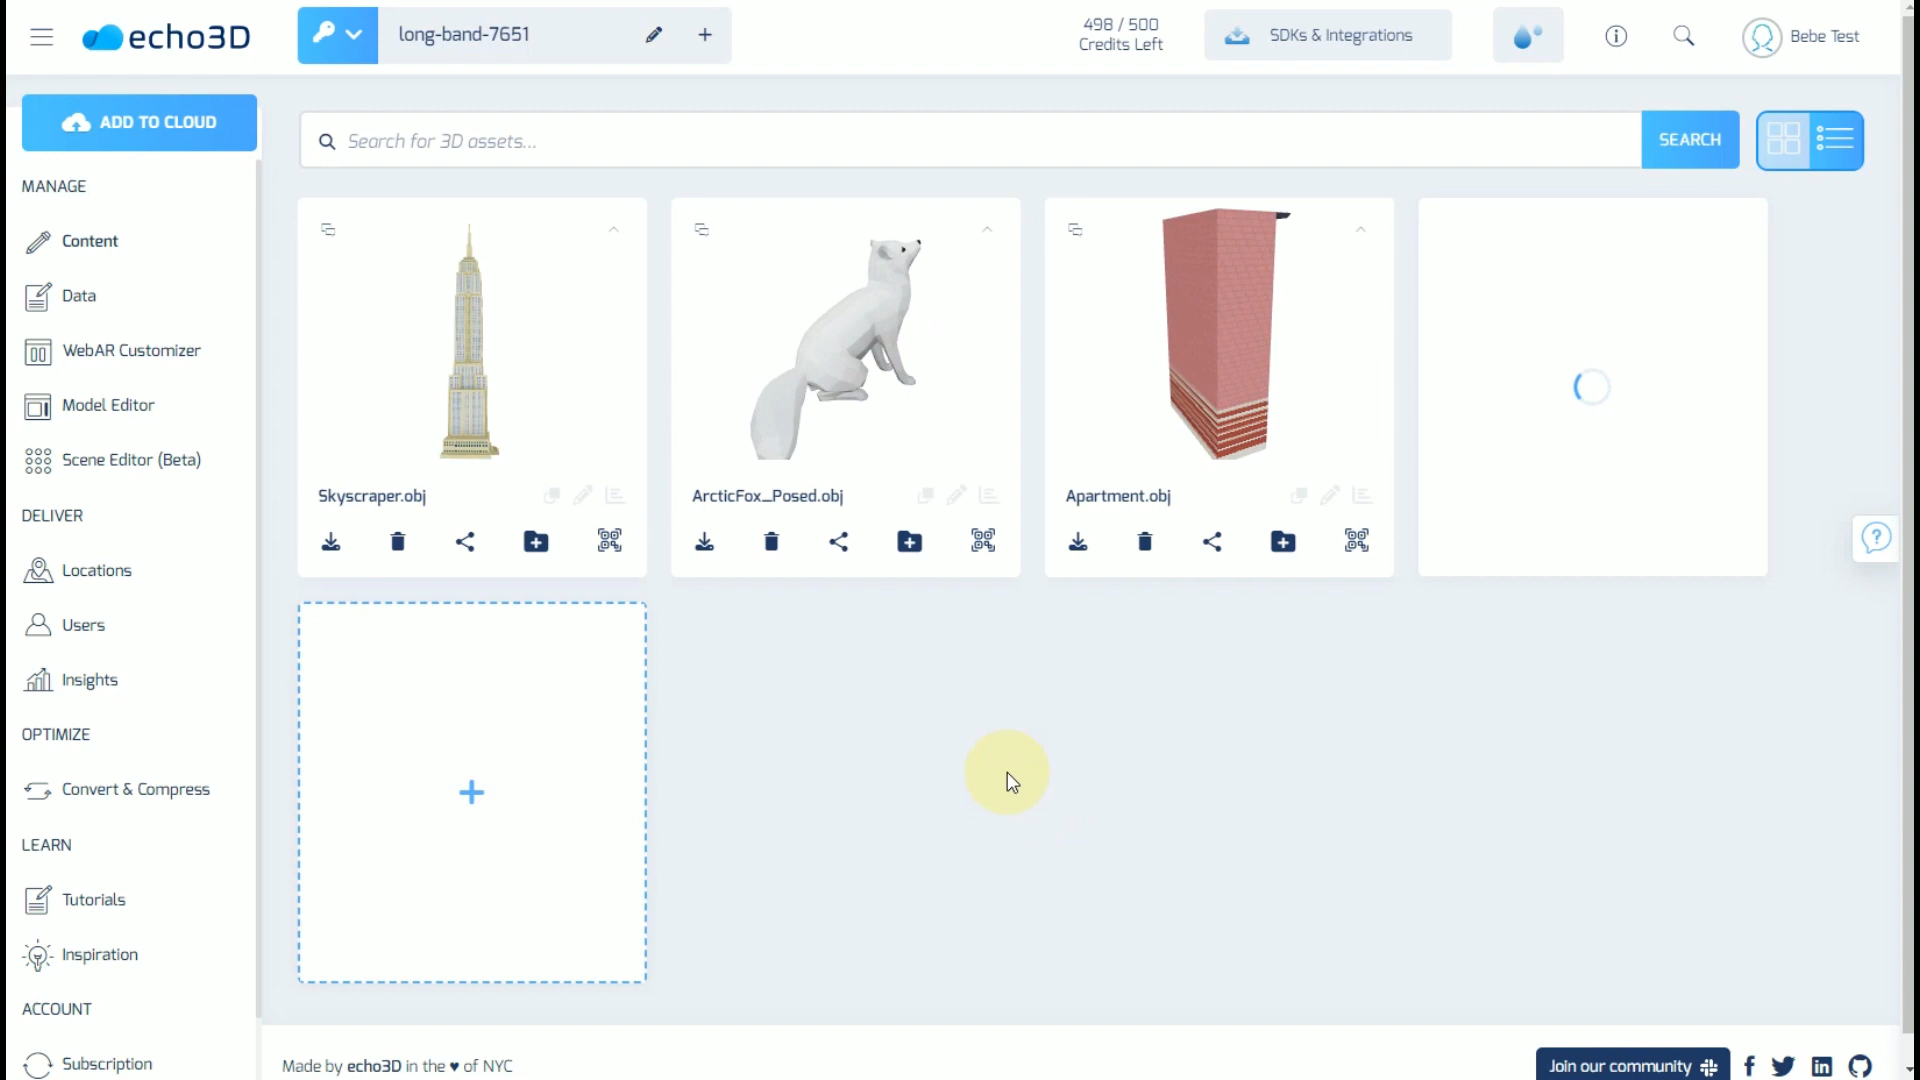 echo3D
long-band-7651
498 / 500
Credits Left
SDKs & Integrations
Bebe Test
ADD TO CLOUD
Search for 3D assets...
SEARCH
MANAGE
Content
Data
WebAR Customizer
Model Editor
Scene Editor (Beta)
DELIVER
Locations
Users
Insights
OPTIMIZE
Convert & Compress
LEARN
Tutorials
Inspiration
ACCOUNT
Subscription
Skyscraper.obj
ArcticFox_Posed.obj
Apartment.obj
Made by echo3D in the ♥ of NYC
Join our community